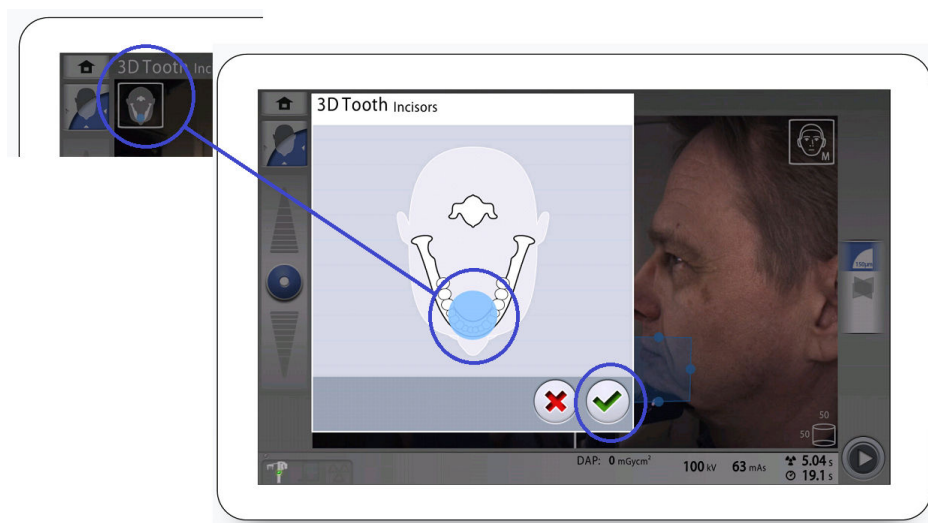 3D Tooth Inc
3D Tooth Incisors
M
150µm
50
50
DAP: 0 mGycm²
100 kV
63 mAs
5.04 s
19.1 s